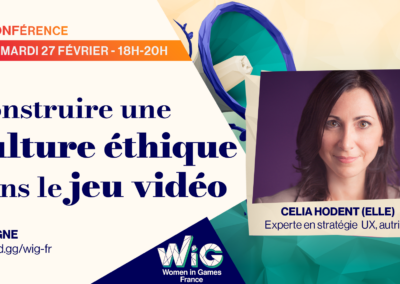 ONFÉRENCE
MARDI 27 FÉVRIER - 18H-20H
onstruire une
ulture éthique
ns le jeu vidéo
GNE
d.gg/wig-fr
WiG
Women in Games
France
CELIA HODENT (ELLE)
Experte en stratégie UX, autri